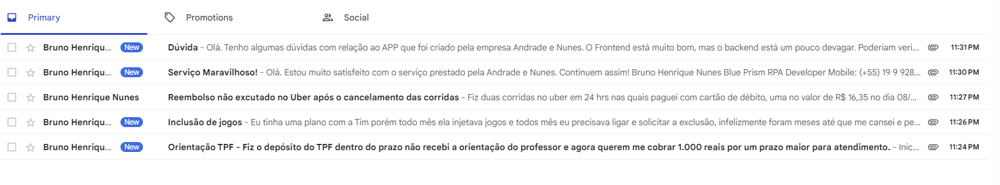 Primary Promotions Social
Bruno Henriqu... New Dúvida - Olá. Tenho algumas dúvidas com relação ao APP que foi criado pela empresa Andrade e Nunes. O Frontend está muito bom, mas o backend está um pouco devagar. Poderiam veri... 11:31 PM
Bruno Henriqu... New Serviço Maravilhoso! - Olá. Estou muito satisfeito com o serviço prestado pela Andrade e Nunes. Continuem assim! Bruno Henrique Nunes Blue Prism RPA Developer Mobile: (+55) 19 9 928... 11:30 PM
Bruno Henrique Nunes Reembolso não excutado no Uber após o cancelamento das corridas - Fiz duas corridas no uber em 24 hrs nas quais paguei com cartão de débito, uma no valor de R$ 16,35 no dia 08/... 11:27 PM
Bruno Henriqu... New Inclusão de jogos - Eu tinha uma plano com a Tim porém todo mês ela injetava jogos e todos mês eu precisava ligar e solicitar a exclusão, infelizmente foram meses até que me cansei e pe... 11:26 PM
Bruno Henriqu... New Orientação TPF - Fiz o depósito do TPF dentro do prazo não recebi a orientação do professor e agora querem me cobrar 1.000 reais por um prazo maior para atendimento. - Inic... 11:24 PM